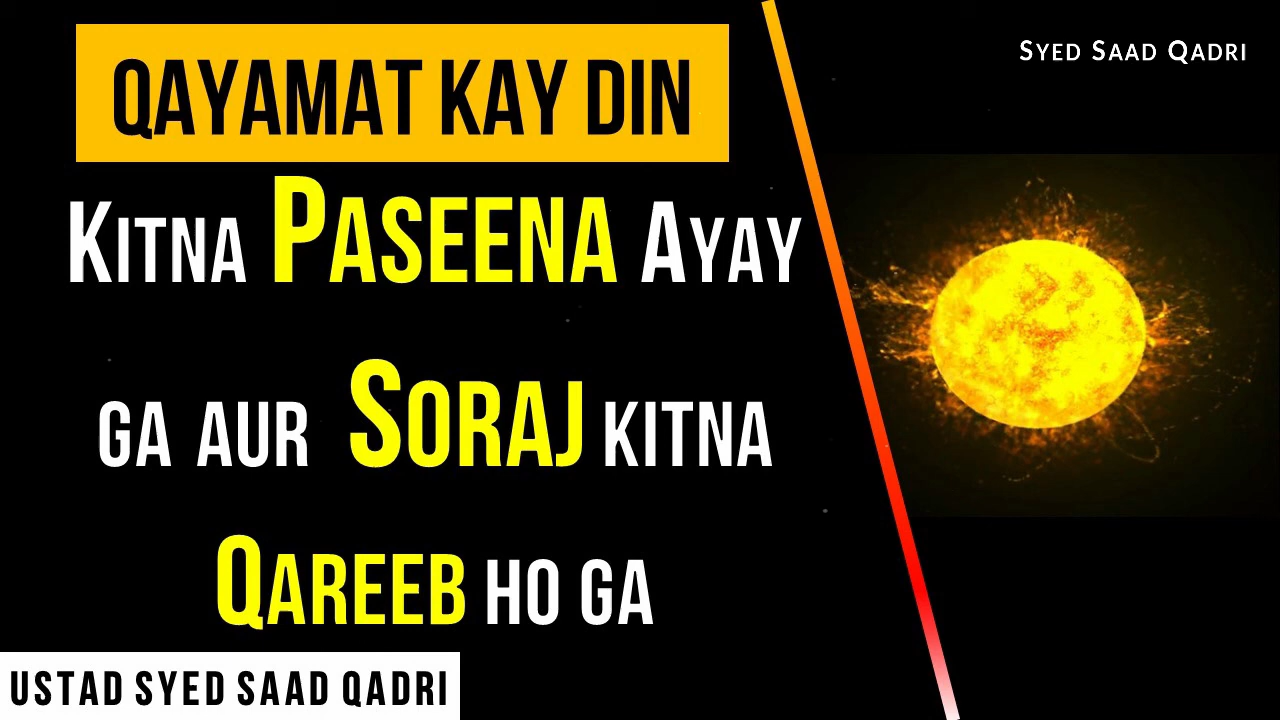 QAYAMAT KAY DIN
SYED SAAD QADRI
KITNA PASEENA AYAY
GA AUR SORAJ KITNA
QAREEB HO GA
USTAD SYED SAAD QADRI